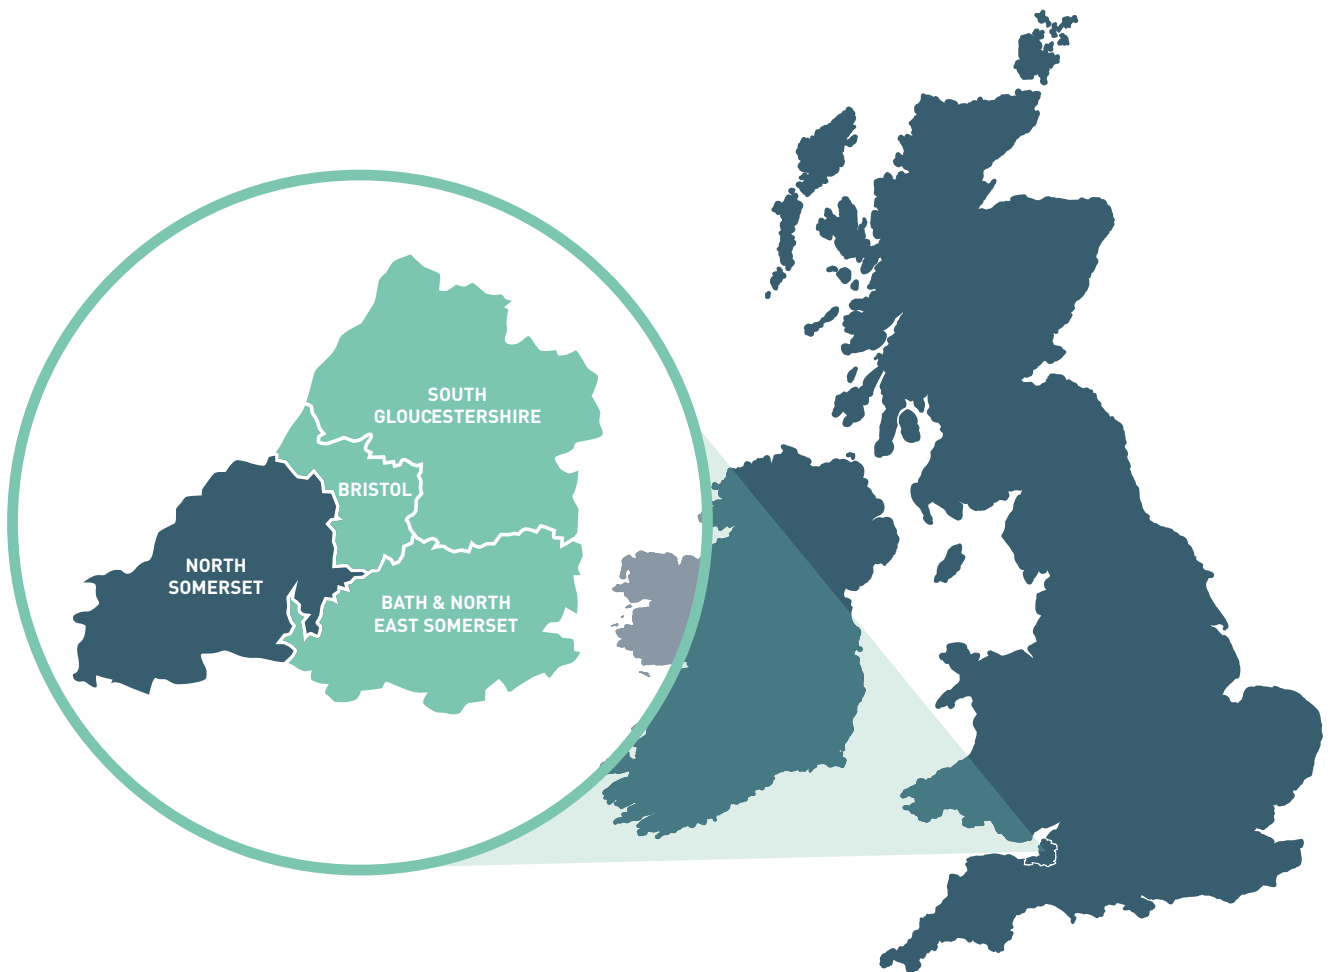 SOUTH
GLOUCESTERSHIRE
BRISTOL
NORTH
SOMERSET
BATH & NORTH
EAST SOMERSET